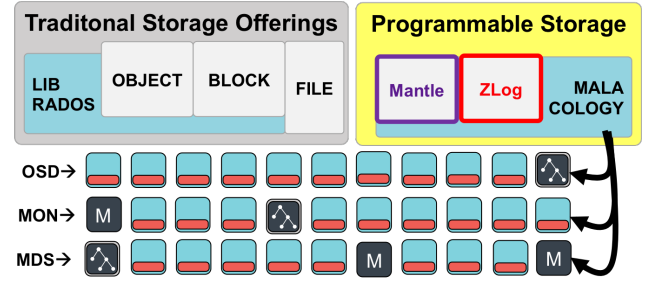 Traditonal Storage Offerings
LIB
RADOS
OBJECT
BLOCK
FILE
Programmable Storage
Mantle
ZLog
MALA
COLOGY
OSD→
MON→
M
MDS→
M
M